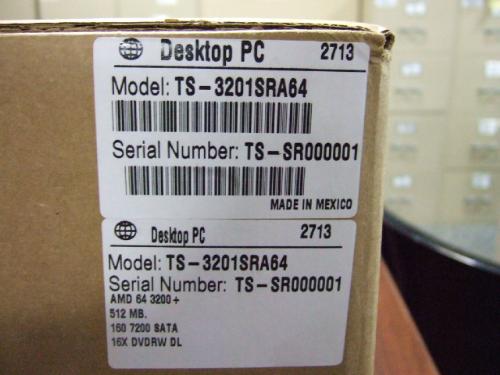 Desktop PC 2713
Model: TS-3201SRA64
Serial Number: TS-SR000001
MADE IN MEXICO
Desktop PC 2713
Model: TS-3201SRA64
Serial Number: TS-SR000001
AMD 64 3200+
512 MB.
160 7200 SATA
16X DVDRW DL